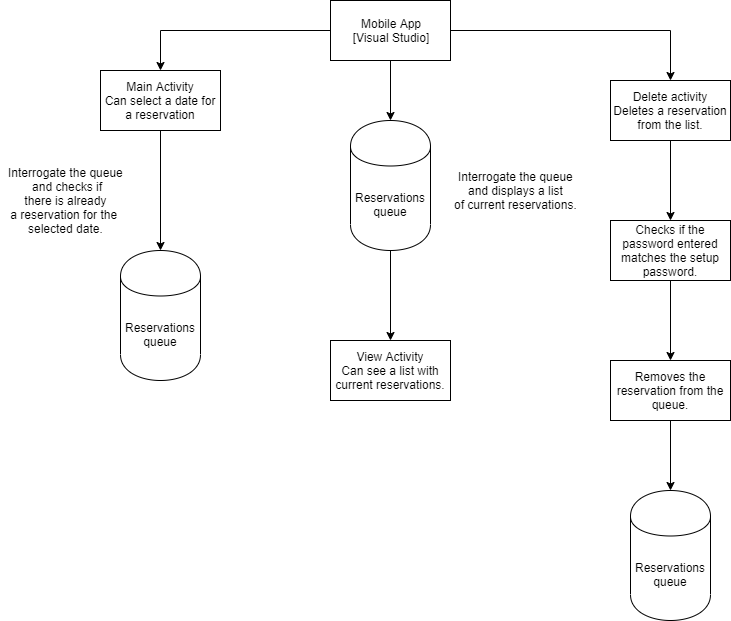 Mobile App
[Visual Studio]
Main Activity
Can select a date for
a reservation
Delete activity
Deletes a reservation
from the list.
Interrogate the queue
and checks if
there is already
a reservation for the
selected date.
Reservations
queue
Interrogate the queue
and displays a list
of current reservations.
Checks if the
password entered
matches the setup
password.
Reservations
queue
View Activity
Can see a list with
current reservations.
Removes the
reservation from the
queue.
Reservations
queue